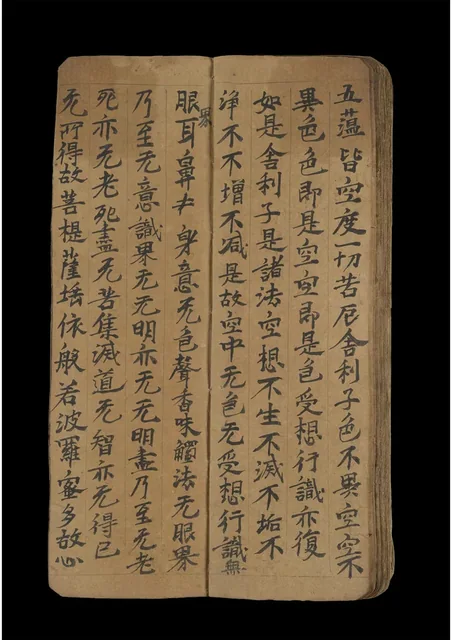 五藴皆空度一切苦厄舍利子色不異空空不
異色色即是空空即是色受想行識亦復
如是舍利子是諸法空想不生不滅不垢不
淨不不增不減是故空中无色无受想行識無
界
眼耳鼻舌身意无色聲香味觸法无眼界
乃至无意識界无无明亦无无明盡乃至无老
死亦无老死盡无苦集滅道无智亦无得已
无所得故菩提薩埵依般若波羅蜜多故心